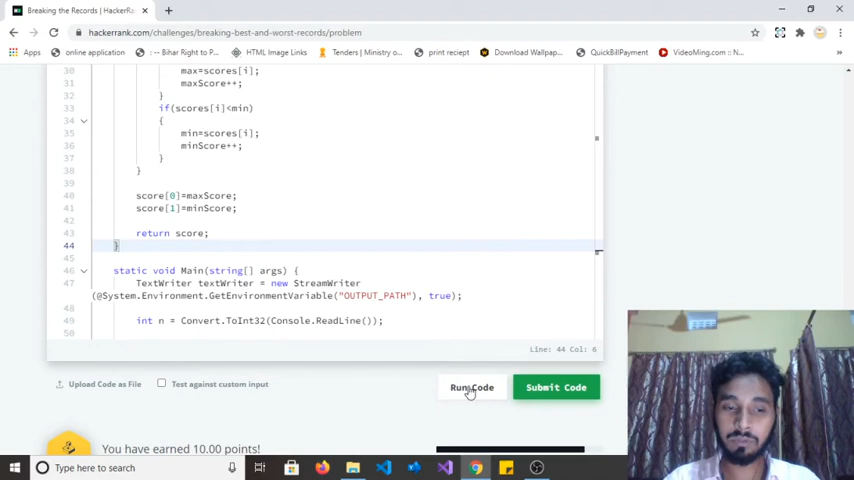 Breaking the Records | HackerRa
hackerrank.com/challenges/breaking-best-and-worst-records/problem
Apps
online application
:: - Bihar Right to P...
HTML Image Links
Tenders | Ministry o...
print reciept
Download Wallpap...
QuickBillPayment
VideoMing.com: You...
30 max=scores[i];
31 maxScore++;
32 }
33 if(scores[i]<min)
34 {
35 min=scores[i];
36 minScore++;
37 }
38 }
39
40 score[0]=maxScore;
41 score[1]=minScore;
42
43 return score;
44 }
45
46 static void Main(string[] args) {
47 TextWriter textWriter = new StreamWriter
(@System.Environment.GetEnvironmentVariable("OUTPUT_PATH"), true);
48
49 int n = Convert.ToInt32(Console.ReadLine());
50
Line: 44 Col: 6
Upload Code as File
Test against custom input
Run Code
Submit Code
You have earned 10.00 points!
Type here to search